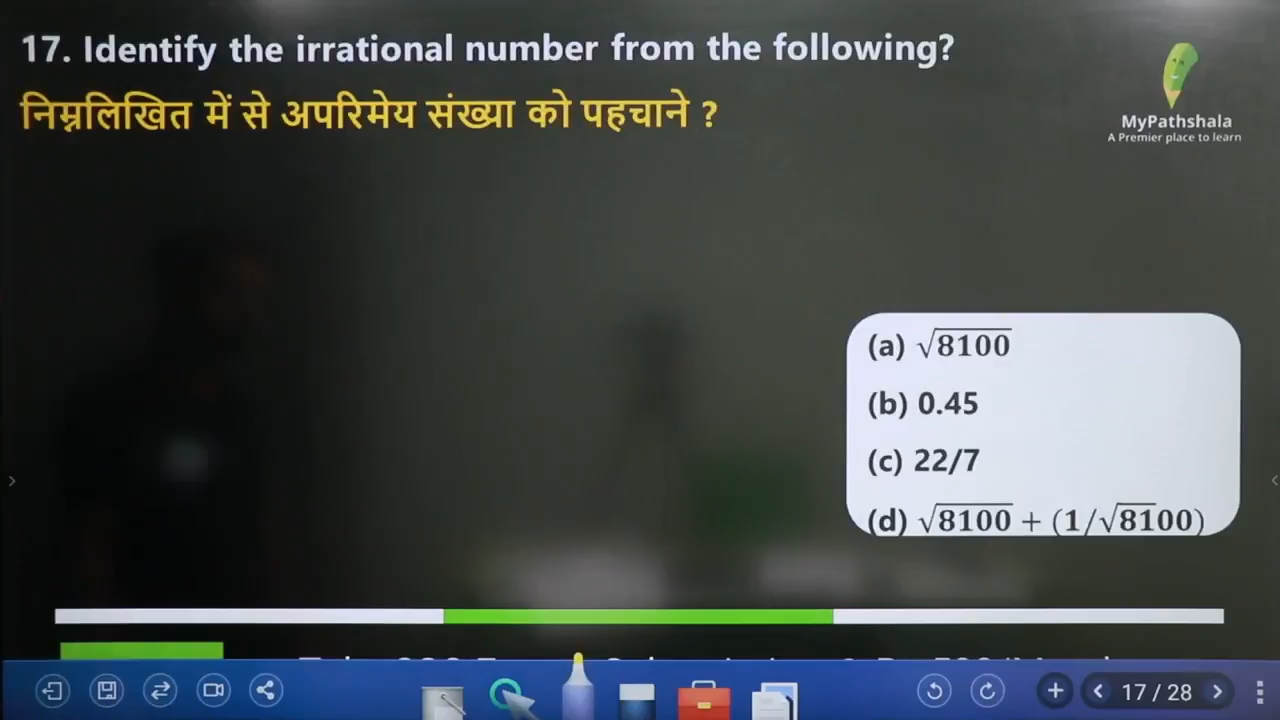 17. Identify the irrational number from the following?
निम्नलिखित में से अपरिमेय संख्या को पहचाने ?
MyPathshala
A Premier place to learn
(a) √8100
(b) 0.45
(c) 22/7
(d) √8100 + (1/√8100)
17 / 28